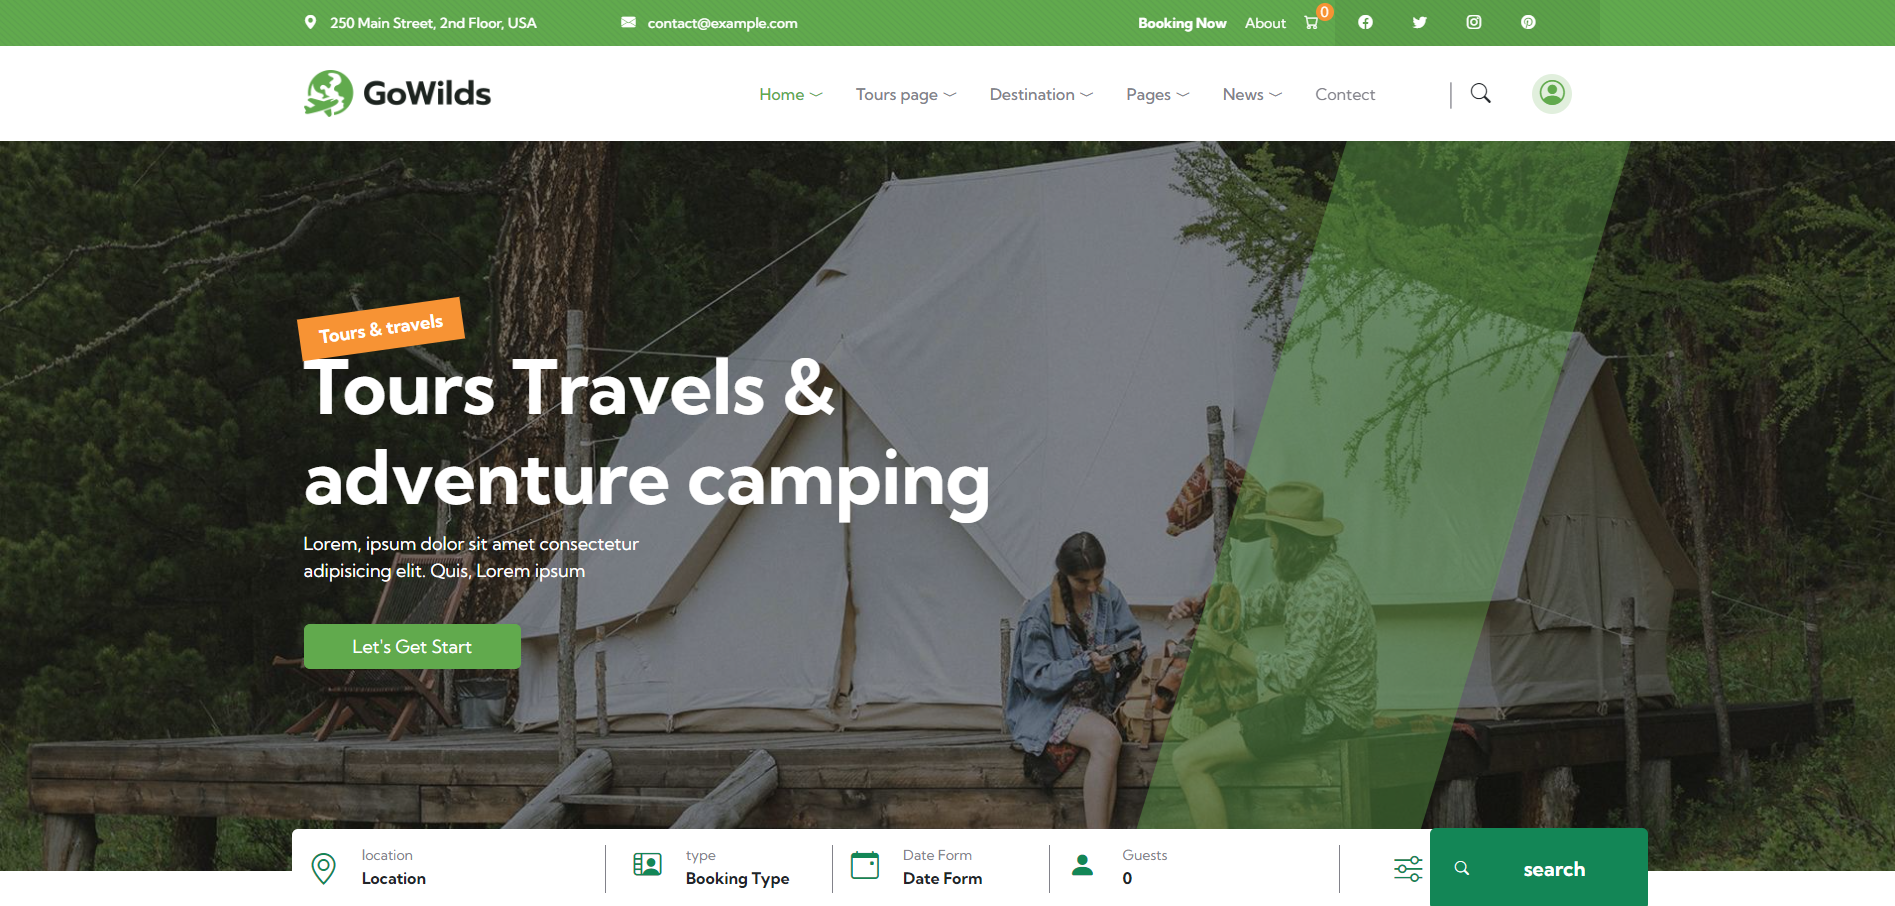 250 Main Street, 2nd Floor, USA
contact@example.com
Booking Now
About
0
GoWilds
Home
Tours page
Destination
Pages
News
Contect
Tours & travels
Tours Travels &
adventure camping
Lorem, ipsum dolor sit amet consectetur
adipisicing elit. Quis, Lorem ipsum
Let's Get Start
location
Location
type
Booking Type
Date Form
Date Form
Guests
0
search